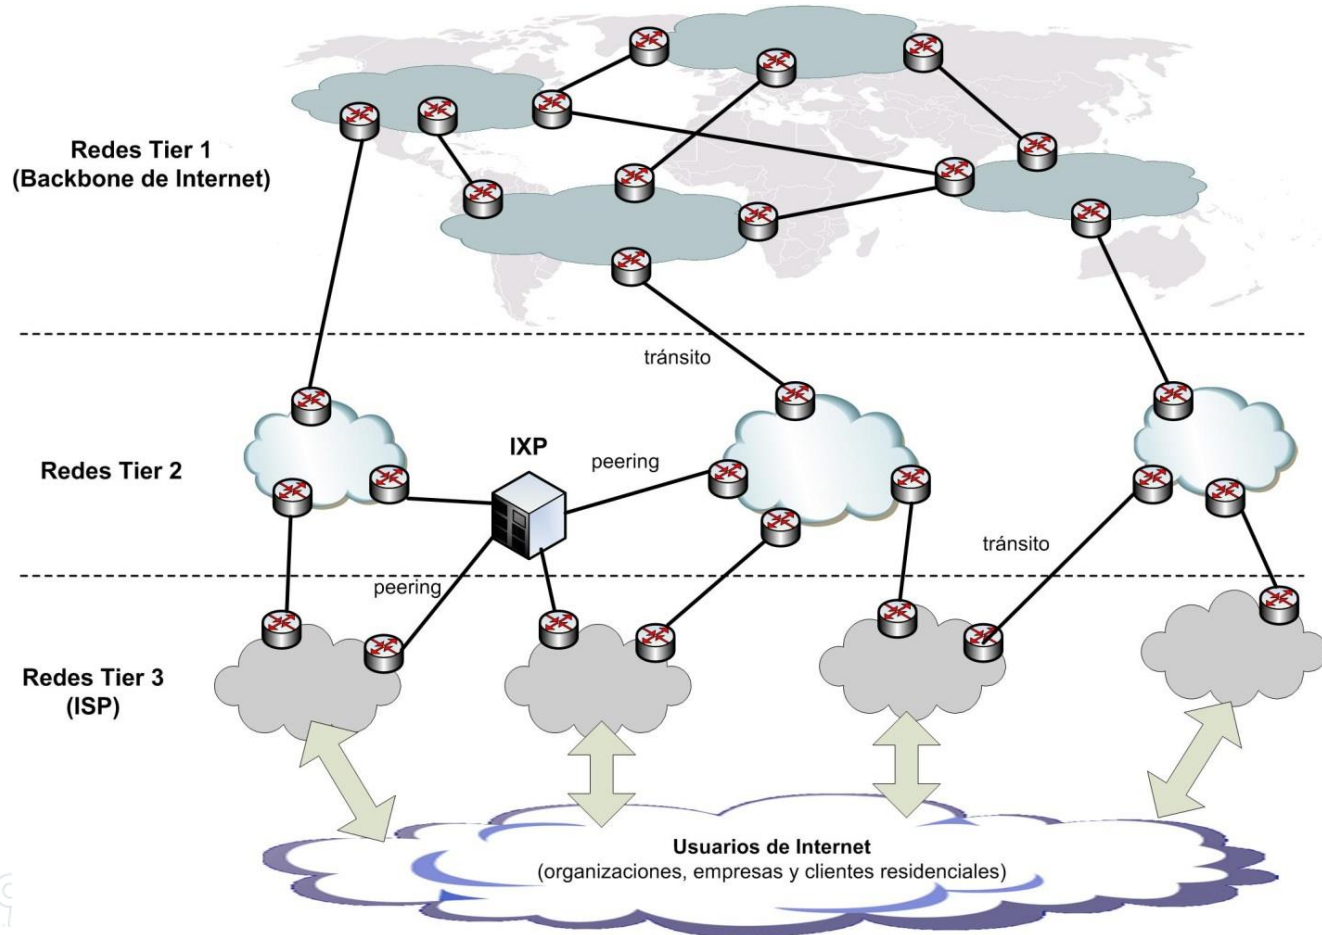 Redes Tier 1
(Backbone de Internet)
tránsito
IXP
peering
Redes Tier 2
tránsito
peering
Redes Tier 3
(ISP)
Usuarios de Internet
(organizaciones, empresas y clientes residenciales)